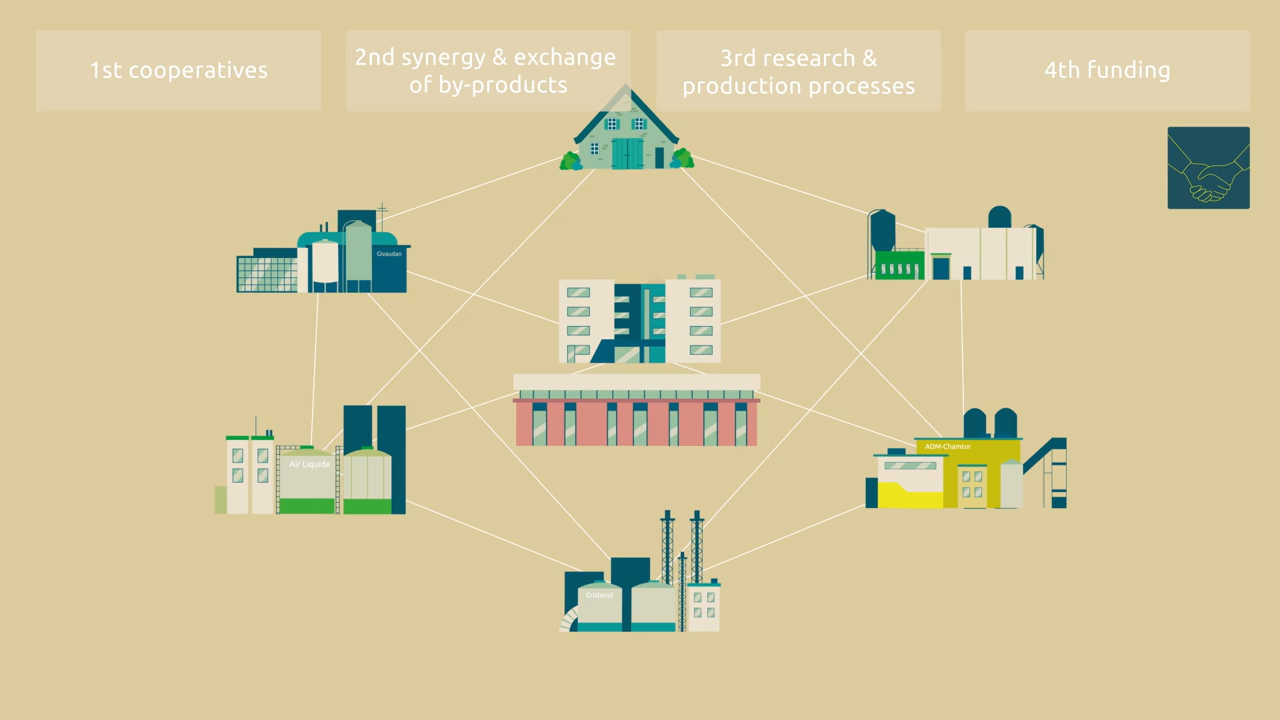 1st cooperatives
2nd synergy & exchange
of by-products
3rd research &
production processes
4th funding
Givaudan
Air Liquide
ADM-Chamtor
Cristanol